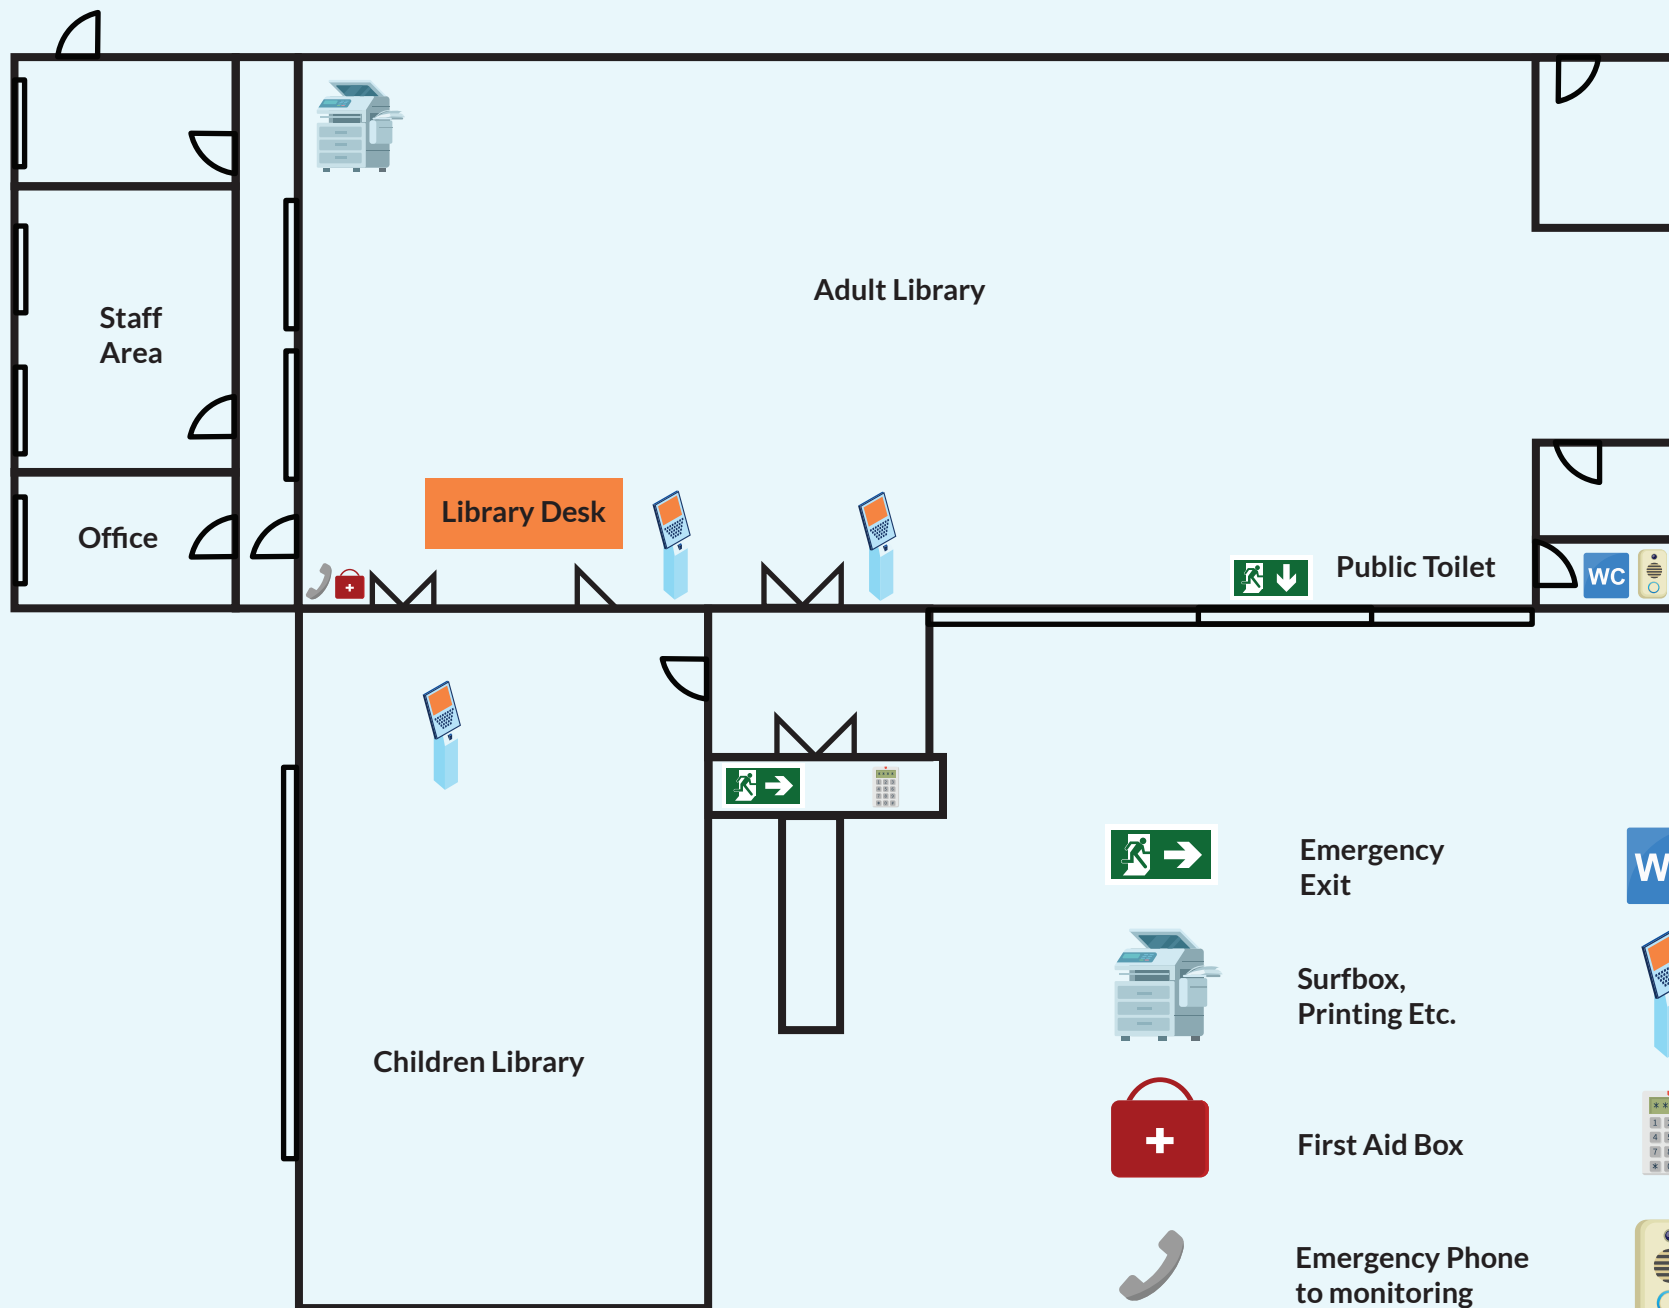 Adult Library
Staff
Area
Library Desk
Office
Public Toilet
WC
Emergency
Exit
Surfbox,
Printing Etc.
Children Library
First Aid Box
Emergency Phone
to monitoring